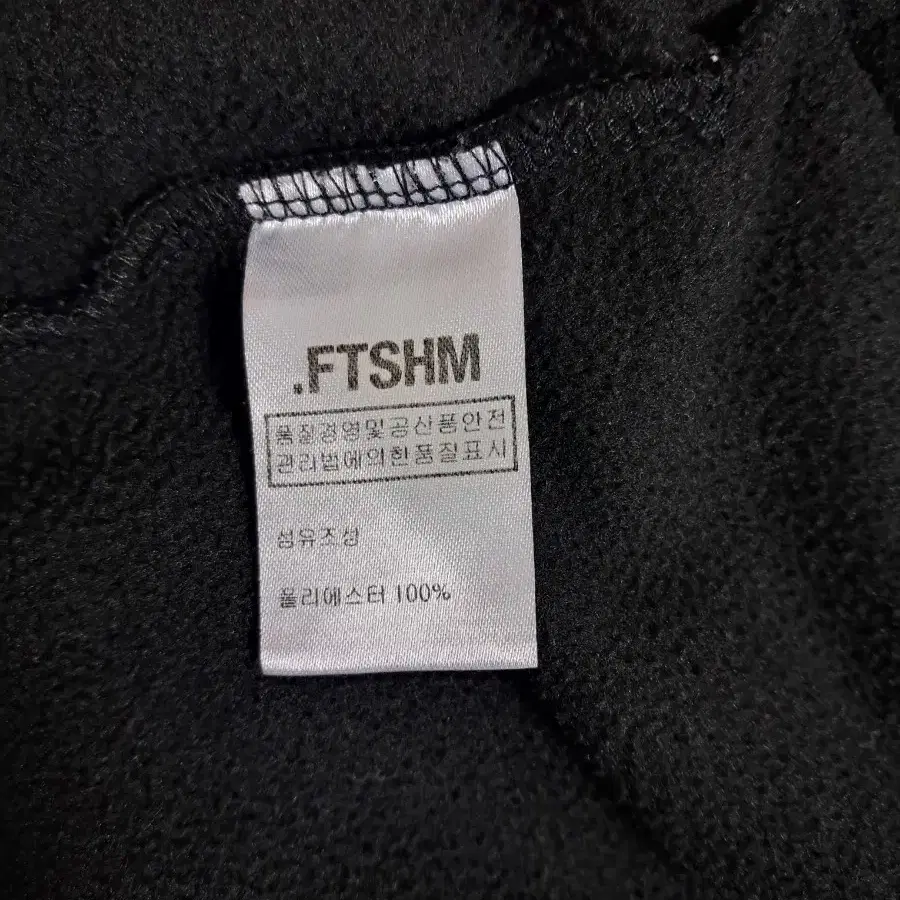 .FTSHM
품질경영및공산품안전
관리법에의한품질표시
섬유조성
폴리에스터 100%